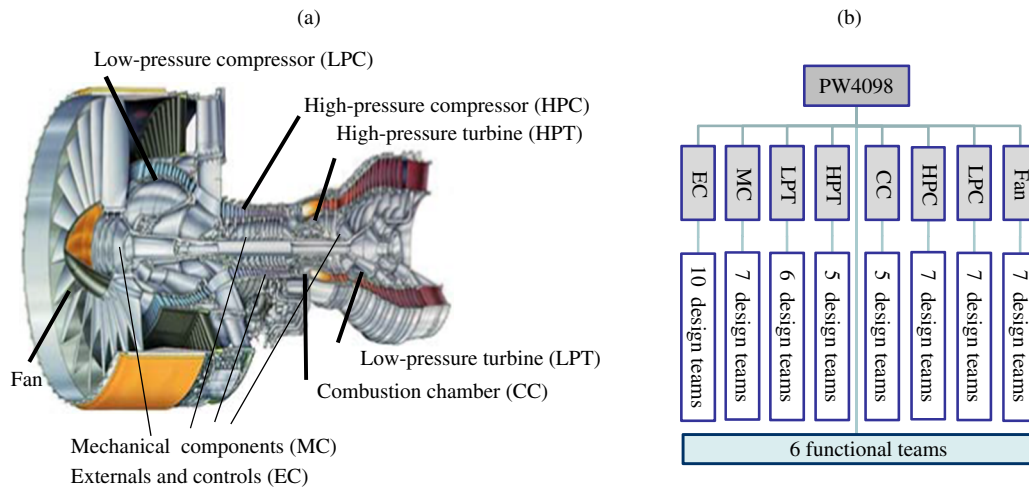 (a)
Low-pressure compressor (LPC)
High-pressure compressor (HPC)
High-pressure turbine (HPT)
Fan
Low-pressure turbine (LPT)
Combustion chamber (CC)
Mechanical components (MC)
Externals and controls (EC)
(b)
PW4098
EC
MC
LPT
HPT
CC
HPC
LPC
Fan
10 design teams
7 design teams
6 design teams
5 design teams
5 design teams
7 design teams
7 design teams
7 design teams
6 functional teams